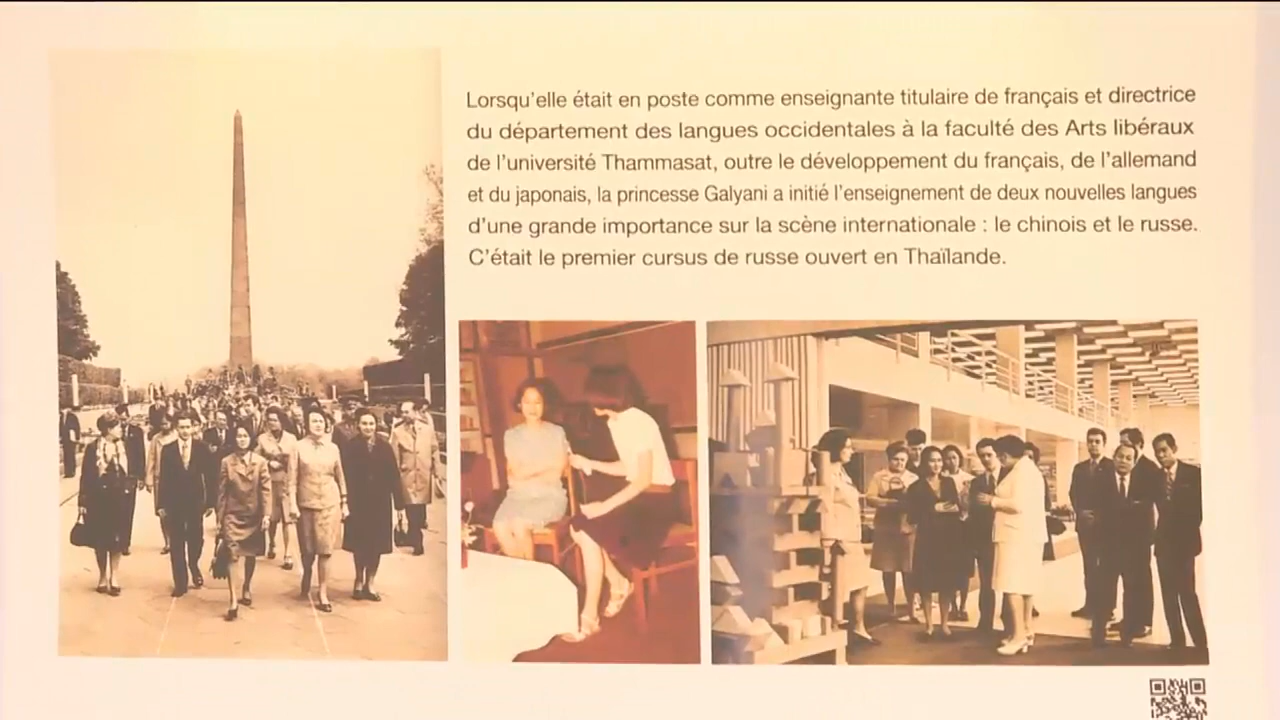 Lorsqu'elle était en poste comme enseignante titulaire de français et directrice
du département des langues occidentales à la faculté des Arts libéraux
de l'université Thammasat, outre le développement du français, de l'allemand
et du japonais, la princesse Galyani a initié l'enseignement de deux nouvelles langues
d'une grande importance sur la scène internationale : le chinois et le russe.
C'était le premier cursus de russe ouvert en Thaïlande.